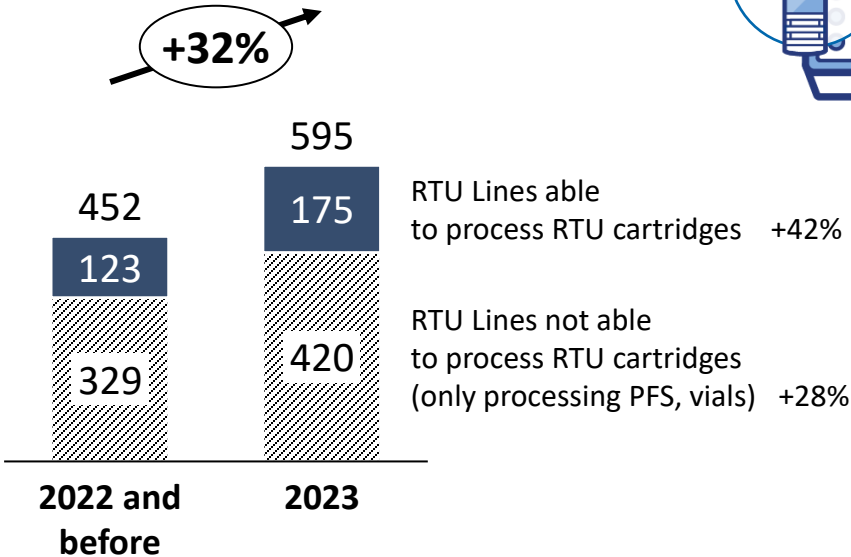 +32%
595
452
175
123
420
329
RTU Lines able
to process RTU cartridges +42%
RTU Lines not able
to process RTU cartridges
(only processing PFS, vials) +28%
2022 and
before
2023